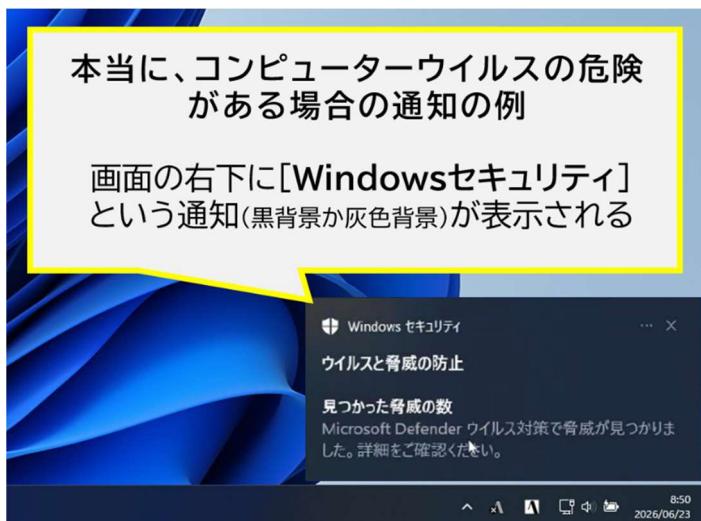 本当に、コンピューターウイルスの危険
がある場合の通知の例
画面の右下に[Windowsセキュリティ]
という通知(黒背景か灰色背景)が表示される
Windows セキュリティ
ウイルスと脅威の防止
見つかった脅威の数
Microsoft Defender ウイルス対策で脅威が見つかりま
した。詳細をご確認ください。
8:50
2026/06/23